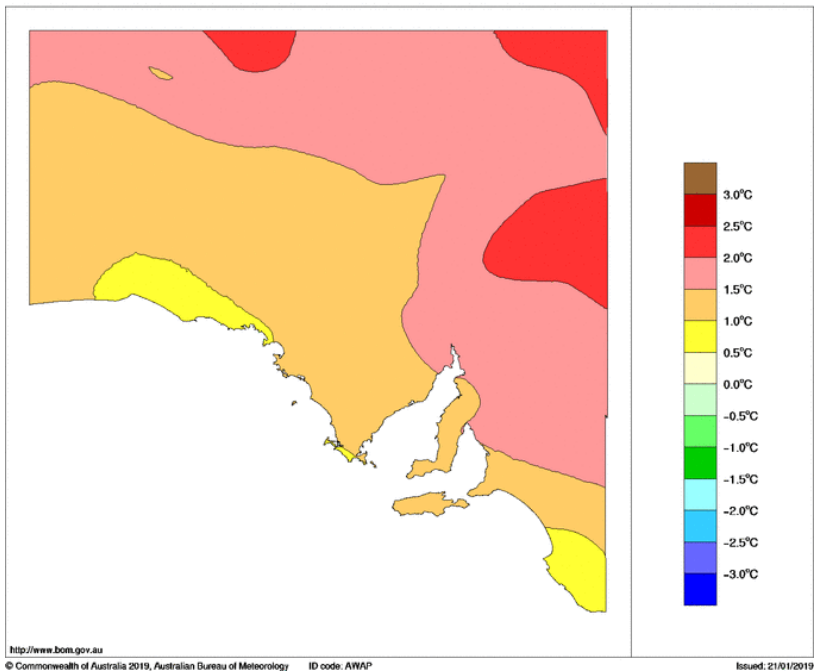 3.0°C
2.5°C
2.0°C
1.5°C
1.0°C
0.5°C
0.0°C
-0.5°C
-1.0°C
-1.5°C
-2.0°C
-2.5°C
-3.0°C
http://www.bom.gov.au
© Commonwealth of Australia 2019, Australian Bureau of Meteorology ID code: AWAP Issued: 21/01/2019